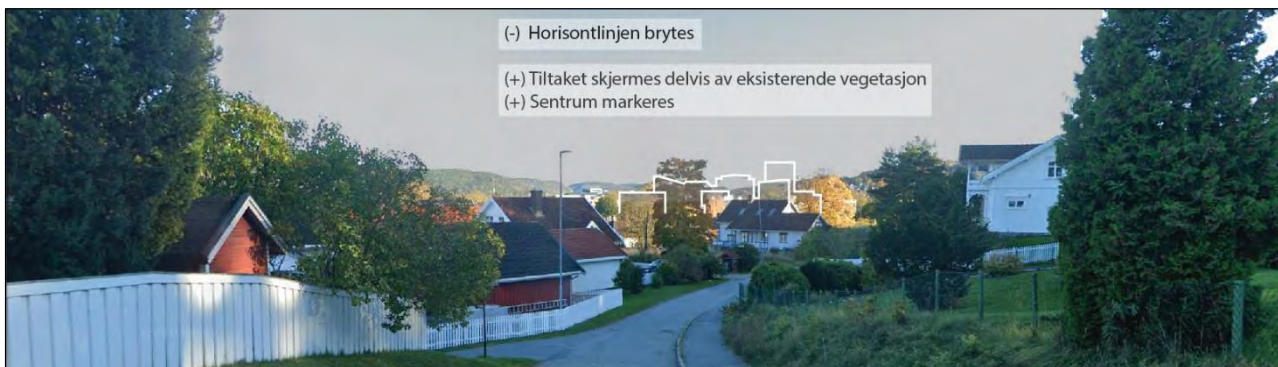 (-) Horisontlinjen brytes
(+) Tiltaket skjermes delvis av eksisterende vegetasjon
(+) Sentrum markeres